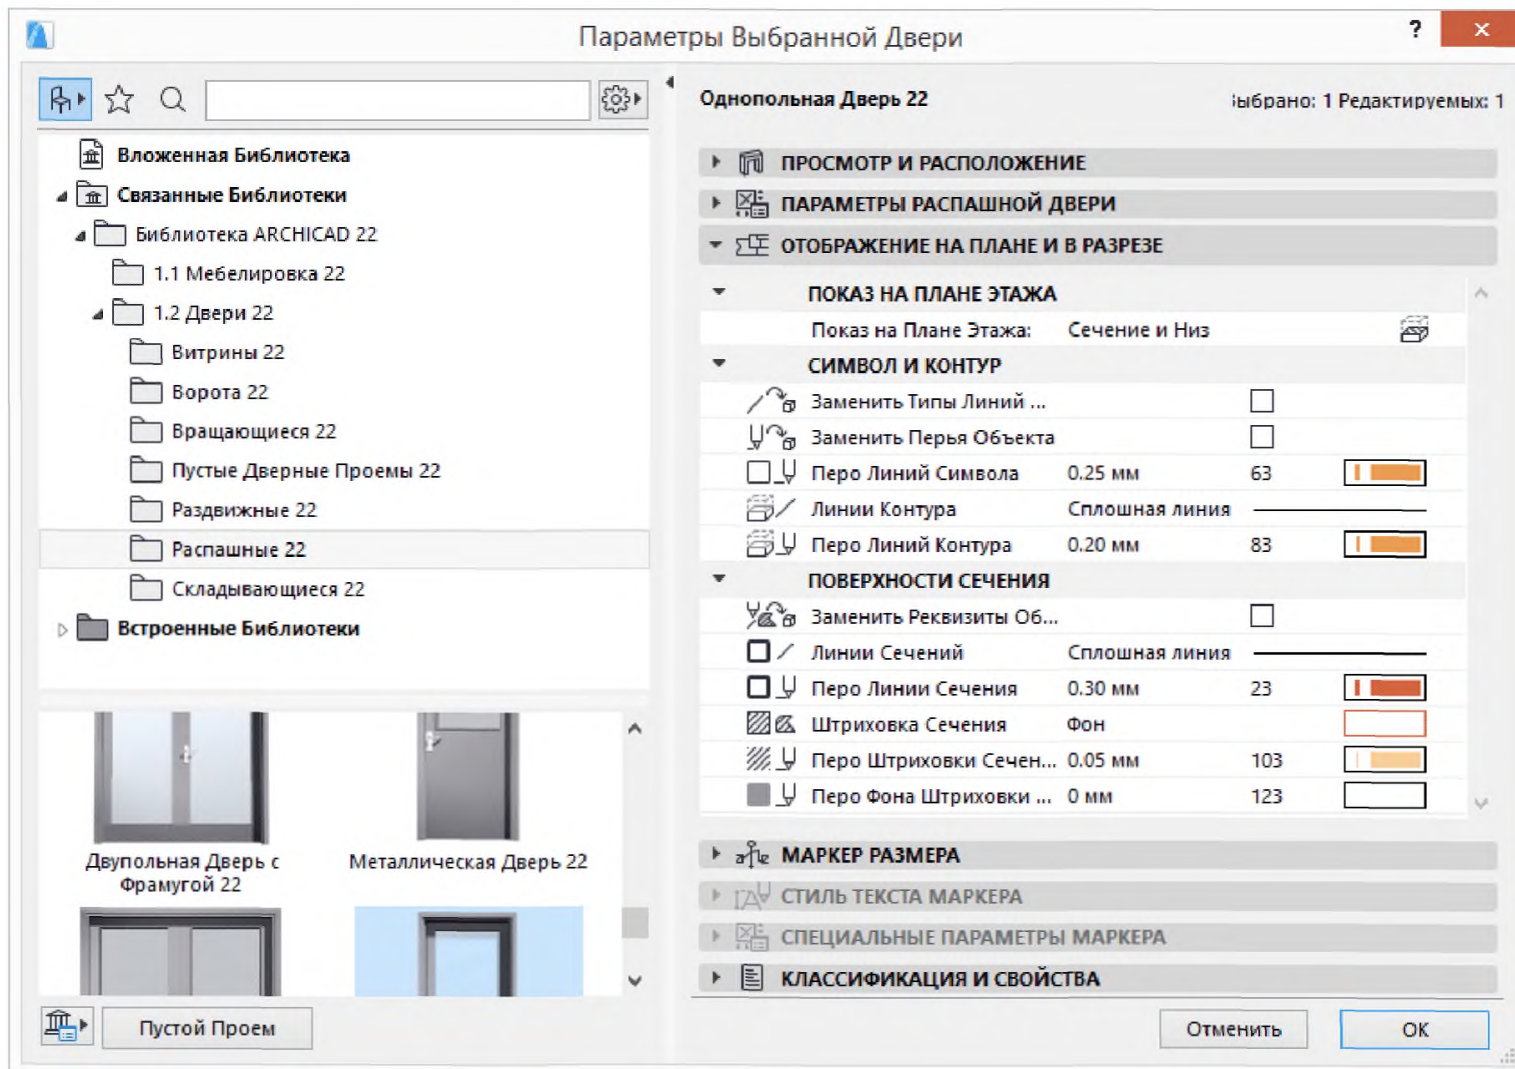 Параметры Выбранной Двери
?
Вложенная Библиотека
Связанные Библиотеки
Библиотека ARCHICAD 22
1.1 Мебелировка 22
1.2 Двери 22
Витрины 22
Ворота 22
Вращающиеся 22
Пустые Дверные Проемы 22
Раздвижные 22
Распашные 22
Складывающиеся 22
Встроенные Библиотеки
Двупольная Дверь с
Фрамугой 22
Металлическая Дверь 22
Пустой Проем
Однопольная Дверь 22
ыбрано: 1 Редактируемых: 1
ПРОСМОТР И РАСПОЛОЖЕНИЕ
ПАРАМЕТРЫ РАСПАШНОЙ ДВЕРИ
ОТОБРАЖЕНИЕ НА ПЛАНЕ И В РАЗРЕЗЕ
ПОКАЗ НА ПЛАНЕ ЭТАЖА
Показ на Плане Этажа: Сечение и Низ
СИМВОЛ И КОНТУР
Заменить Типы Линий ...
Заменить Перья Объекта
Перо Линий Символа 0.25 мм 63
Линии Контура Сплошная линия
Перо Линий Контура 0.20 мм 83
ПОВЕРХНОСТИ СЕЧЕНИЯ
Заменить Реквизиты Об...
Линии Сечений Сплошная линия
Перо Линии Сечения 0.30 мм 23
Штриховка Сечения Фон
Перо Штриховки Сечен... 0.05 мм 103
Перо Фона Штриховки ... 0 мм 123
МАРКЕР РАЗМЕРА
СТИЛЬ ТЕКСТА МАРКЕРА
СПЕЦИАЛЬНЫЕ ПАРАМЕТРЫ МАРКЕРА
КЛАССИФИКАЦИЯ И СВОЙСТВА
Отменить
ОК